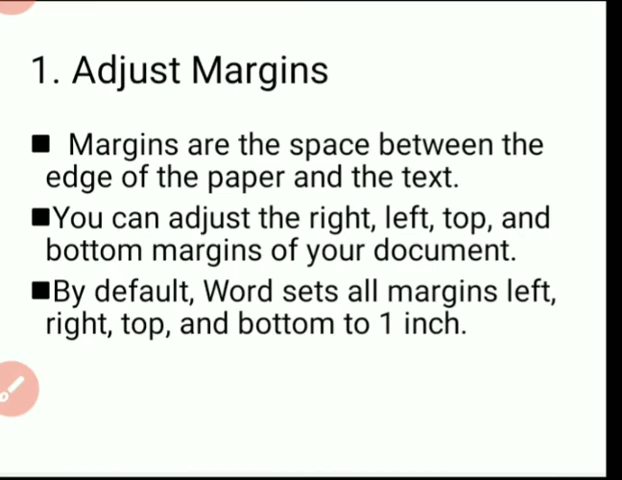 1. Adjust Margins
■ Margins are the space between the
edge of the paper and the text.
■You can adjust the right, left, top, and
bottom margins of your document.
■By default, Word sets all margins left,
right, top, and bottom to 1 inch.